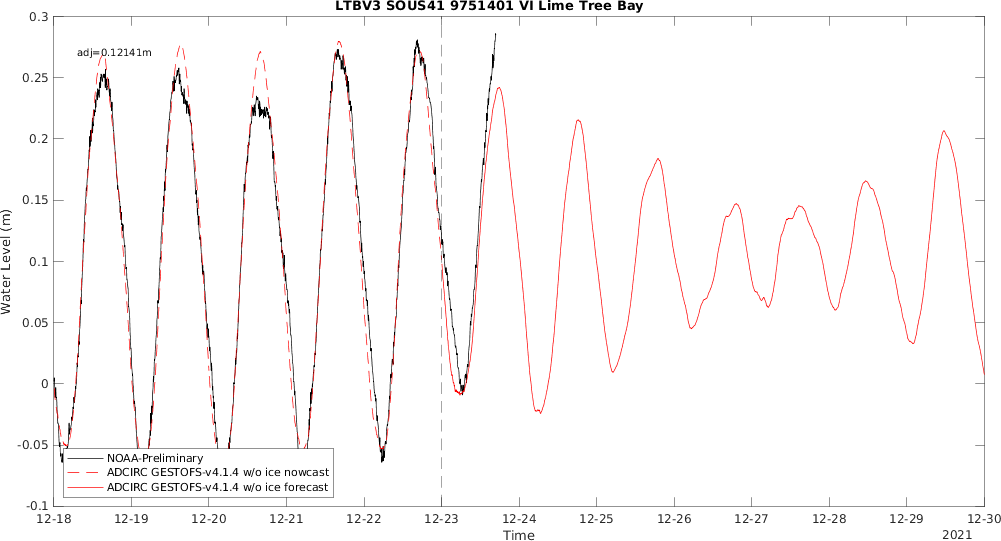 LTBV3 SOUS41 9751401 VI Lime Tree Bay
adj=0.12141m
0.3
0.25
0.2
0.15
0.1
0.05
0
-0.05
-0.1
Water Level (m)
NOAA-Preliminary
ADCIRC GESTOFS-v4.1.4 w/o ice nowcast
ADCIRC GESTOFS-v4.1.4 w/o ice forecast
12-18 12-19 12-20 12-21 12-22 12-23 12-24 12-25 12-26 12-27 12-28 12-29 12-30
Time
2021